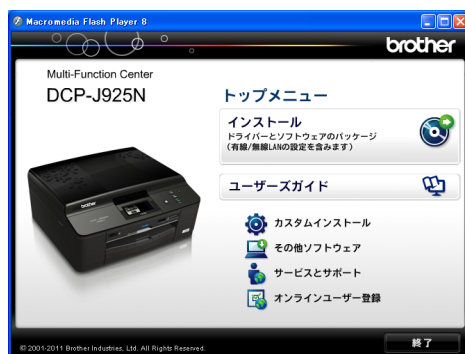 Macromedia Flash Player 8
brother
Multi-Function Center
DCP-J925N
トップメニュー
インストール
ドライバーとソフトウェアのパッケージ
(有線/無線LANの設定を含みます)
ユーザーズガイド
カスタムインストール
その他ソフトウェア
サービスとサポート
オンラインユーザー登録
© 2001-2011 Brother Industries, Ltd. All Rights Reserved.
終了